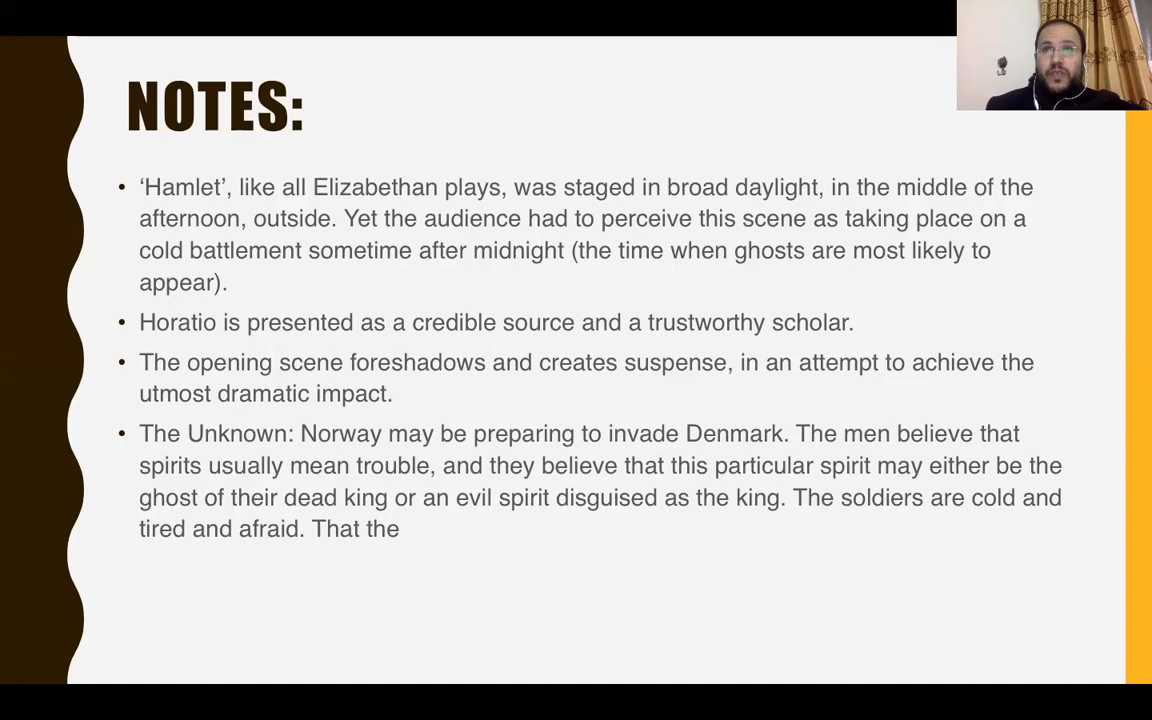 NOTES:
• ‘Hamlet’, like all Elizabethan plays, was staged in broad daylight, in the middle of the
afternoon, outside. Yet the audience had to perceive this scene as taking place on a
cold battlement sometime after midnight (the time when ghosts are most likely to
appear).
• Horatio is presented as a credible source and a trustworthy scholar.
• The opening scene foreshadows and creates suspense, in an attempt to achieve the
utmost dramatic impact.
• The Unknown: Norway may be preparing to invade Denmark. The men believe that
spirits usually mean trouble, and they believe that this particular spirit may either be the
ghost of their dead king or an evil spirit disguised as the king. The soldiers are cold and
tired and afraid. That the